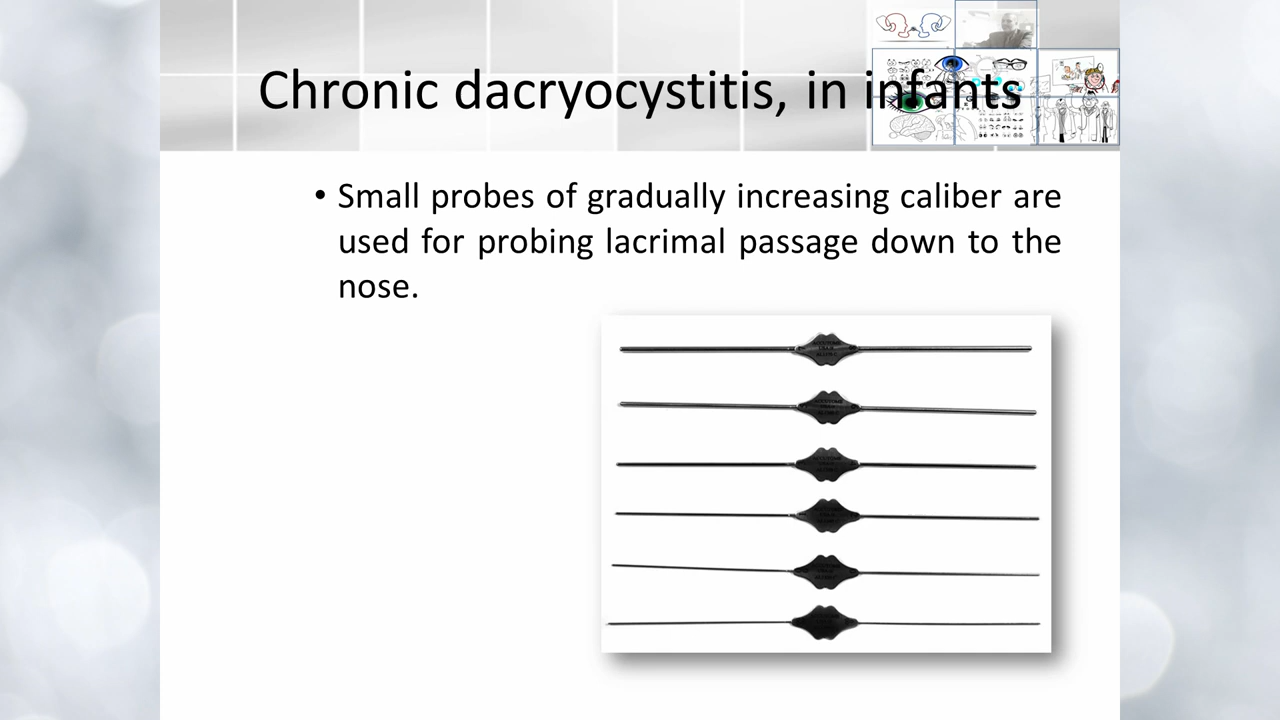 Chronic dacryocystitis, in infants
• Small probes of gradually increasing caliber are
used for probing lacrimal passage down to the
nose.